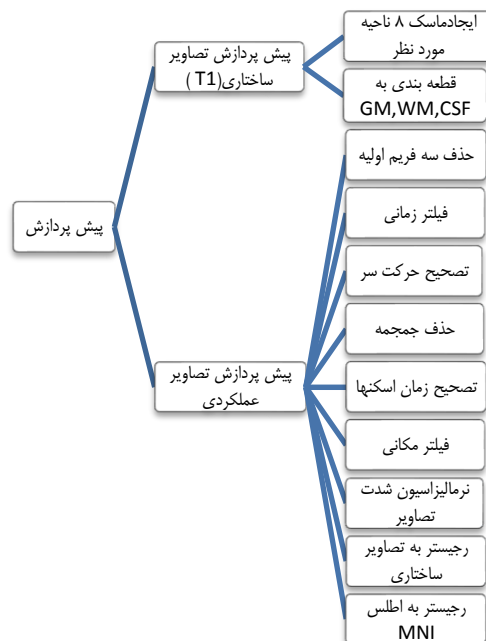 پیش پردازش
پیش پردازش تصاویر
ساختاری(T1 )
ایجادماسک ۸ ناحیه
مورد نظر
قطعه بندی به
GM,WM,CSF
پیش پردازش تصاویر
عملکردی
حذف سه فریم اولیه
فیلتر زمانی
تصحیح حرکت سر
حذف جمجمه
تصحیح زمان اسکنها
فیلتر مکانی
نرمالیزاسیون شدت
تصاویر
رجیستر به تصاویر
ساختاری
رجیستر به اطلس
MNI